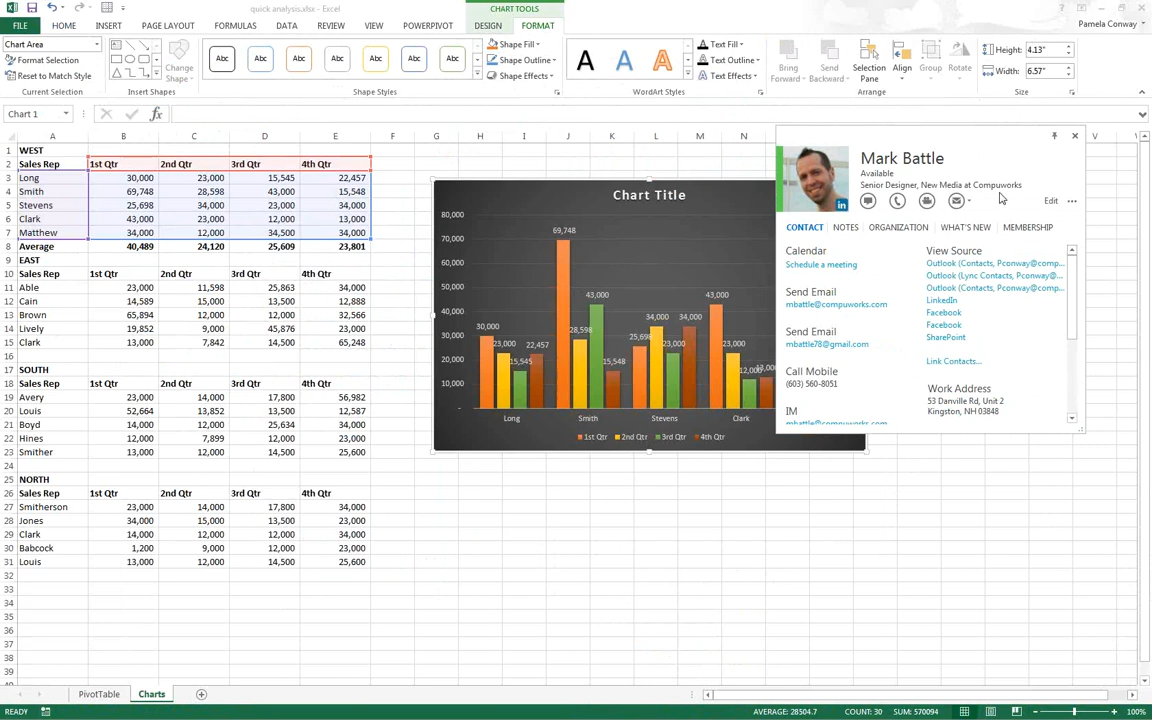 quick analysis.xlsx - Excel
CHART TOOLS
Pamela Conway
FILE HOME INSERT PAGE LAYOUT FORMULAS DATA REVIEW VIEW POWERPIVOT DESIGN FORMAT
Chart Area
Format Selection
Reset to Match Style
Current Selection
Change Shape
Insert Shapes
Abc Abc Abc Abc Abc Abc Abc
Shape Fill
Shape Outline
Shape Effects
Shape Styles
A A A
Text Fill
Text Outline
Text Effects
WordArt Styles
Bring Forward
Send Backward
Selection Pane
Align
Group
Rotate
Arrange
Height: 4.13"
Width: 6.57"
Size
Chart 1
fx
A B C D E F G H I J K L M N V
1 WEST
2 Sales Rep 1st Qtr 2nd Qtr 3rd Qtr 4th Qtr
3 Long 30,000 23,000 15,545 22,457
4 Smith 69,748 28,598 43,000 15,548
5 Stevens 25,698 34,000 23,000 34,000
6 Clark 43,000 23,000 12,000 13,000
7 Matthew 34,000 12,000 34,500 34,000
8 Average 40,489 24,120 25,609 23,801
9 EAST
10 Sales Rep 1st Qtr 2nd Qtr 3rd Qtr 4th Qtr
11 Able 23,000 11,598 25,863 34,000
12 Cain 14,589 15,000 13,500 12,888
13 Brown 65,894 12,000 12,000 32,566
14 Lively 19,852 9,000 45,876 23,000
15 Clark 13,000 7,842 14,500 65,248
16
17 SOUTH
18 Sales Rep 1st Qtr 2nd Qtr 3rd Qtr 4th Qtr
19 Avery 23,000 14,000 17,800 56,982
20 Louis 52,664 13,852 13,500 12,587
21 Boyd 14,000 12,000 25,634 34,000
22 Hines 12,000 7,899 12,000 23,000
23 Smither 13,000 12,000 14,500 25,600
24
25 NORTH
26 Sales Rep 1st Qtr 2nd Qtr 3rd Qtr 4th Qtr
27 Smitherson 23,000 14,000 17,800 34,000
28 Jones 34,000 15,000 13,500 23,000
29 Clark 14,000 12,000 12,000 34,000
30 Babcock 1,200 9,000 12,000 23,000
31 Louis 13,000 12,000 14,500 25,600
32
33
34
35
36
37
38
39
Chart Title
80,000
70,000
60,000
50,000
40,000
30,000
20,000
10,000
-
30,000 23,000 15,545 22,457
69,748 28,598 43,000 15,548
25,698 34,000 23,000 34,000
43,000 23,000 12,000 13,000
Long Smith Stevens Clark
1st Qtr 2nd Qtr 3rd Qtr 4th Qtr
Mark Battle
Available
Senior Designer, New Media at Compuworks
in
Edit
CONTACT NOTES ORGANIZATION WHAT'S NEW MEMBERSHIP
Calendar
Schedule a meeting
Send Email
mbattle@compuworks.com
Send Email
mbattle78@gmail.com
Call Mobile
(603) 560-8051
IM
mbattle@compuworks.com
View Source
Outlook (Contacts, Pconway@comp...
Outlook (Lync Contacts, Pconway@...
Outlook (Contacts, Pconway@comp...
LinkedIn
Facebook
Facebook
SharePoint
Link Contacts...
Work Address
53 Danville Rd, Unit 2
Kingston, NH 03848
PivotTable Charts
READY
AVERAGE: 28504.7 COUNT: 30 SUM: 570094
100%